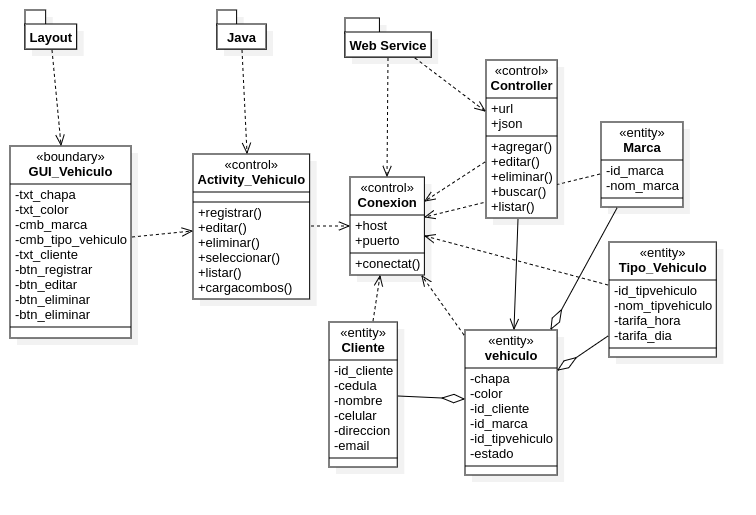 Layout
Java
Web Service
«control»
Controller
+url
+json
+agregar()
+editar()
+eliminar()
+buscar()
+listar()
«entity»
Marca
-id_marca
-nom_marca
«boundary»
GUI_Vehiculo
-txt_chapa
-txt_color
-cmb_marca
-cmb_tipo_vehiculo
-txt_cliente
-btn_registrar
-btn_editar
-btn_eliminar
-btn_eliminar
«control»
Activity_Vehiculo
+registrar()
+editar()
+eliminar()
+seleccionar()
+listar()
+cargacombos()
«control»
Conexion
+host
+puerto
+conectat()
«entity»
Tipo_Vehiculo
-id_tipvehiculo
-nom_tipvehiculo
-tarifa_hora
-tarifa_dia
«entity»
Cliente
-id_cliente
-cedula
-nombre
-celular
-direccion
-email
«entity»
vehiculo
-chapa
-color
-id_cliente
-id_marca
-id_tipvehiculo
-estado